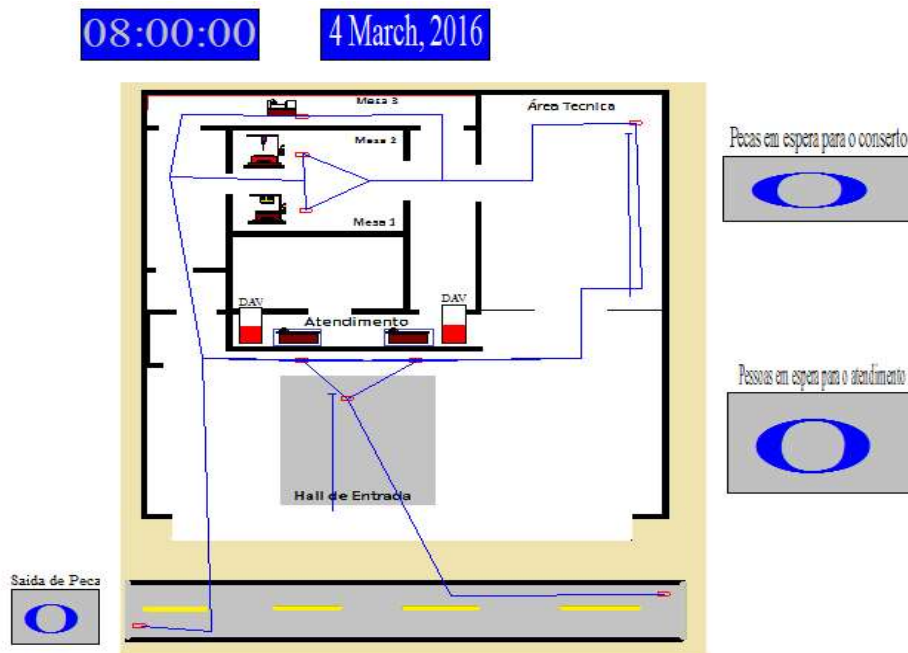 08:00:00
4 March, 2016
Mesa 3
Área Tecnica
Mesa 2
Pecas em espera para o conserto
0
Mesa 1
DAV
DAV
Atendimento
Pessoas em espera para o atendimento
0
Hall de Entrada
Saida de Peca
0